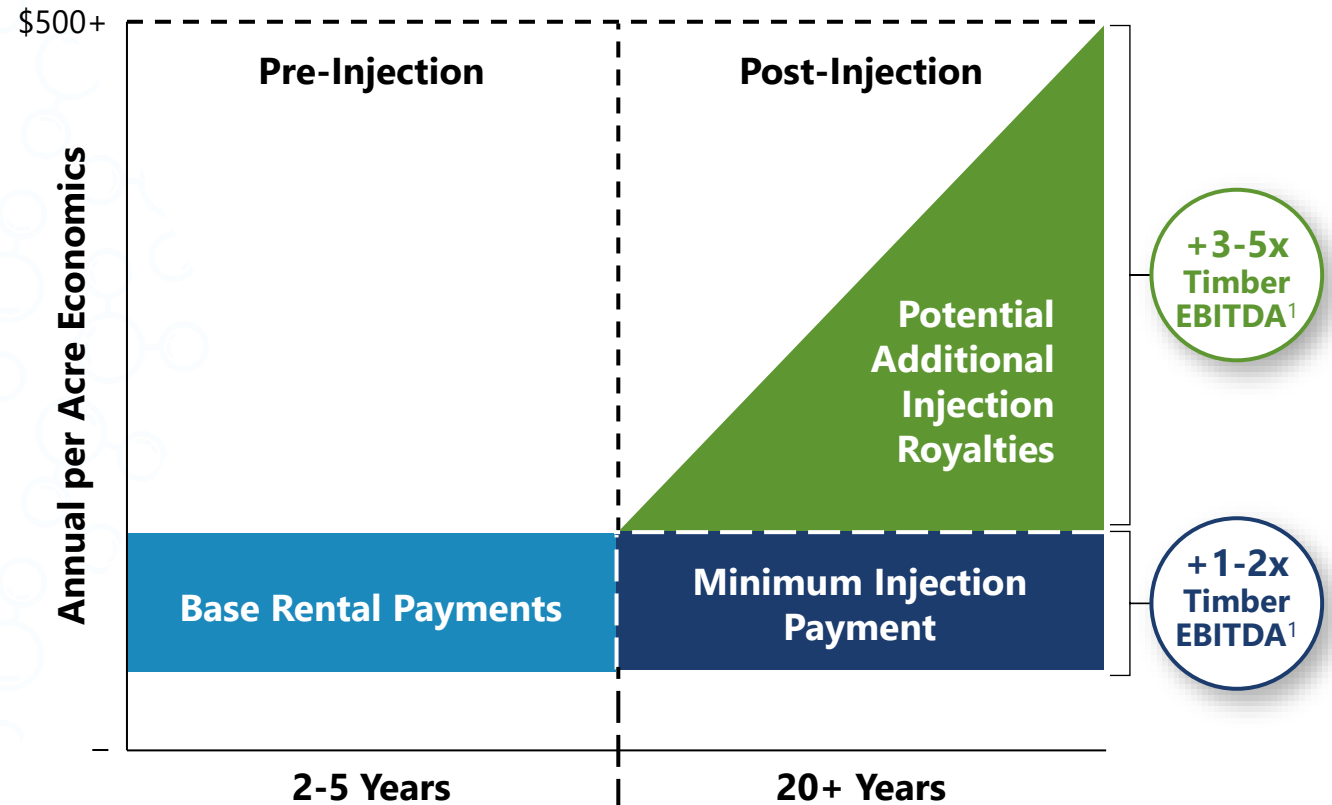 $500+
Pre-Injection
Post-Injection
Annual per Acre Economics
+3-5x
Timber
EBITDA¹
Potential
Additional
Injection
Royalties
Base Rental Payments
Minimum Injection
Payment
+1-2x
Timber
EBITDA¹
–
2-5 Years
20+ Years